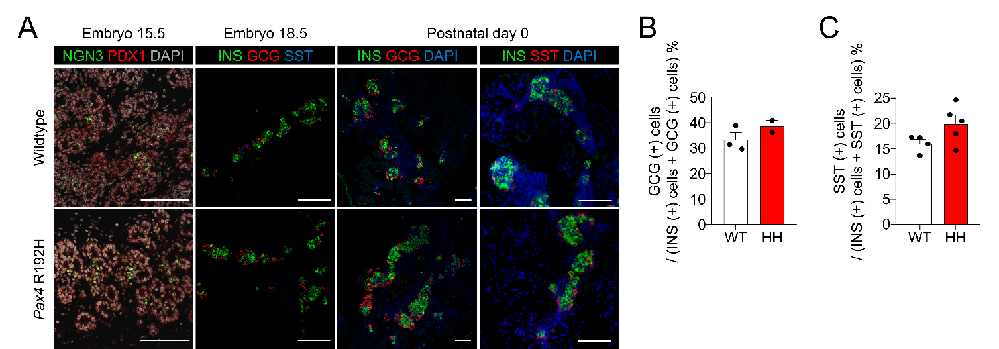 A
Embryo 15.5
Embryo 18.5
Postnatal day 0
NGN3 PDX1 DAPI
INS GCG SST
INS GCG DAPI
INS SST DAPI
Wildtype
Pax4 R192H
B
GCG (+) cells
/ (INS (+) cells + GCG (+) cells) %
50
40
30
20
10
0
WT
HH
C
SST (+) cells
/ (INS (+) cells + SST (+) cells) %
25
20
15
10
5
0
WT
HH